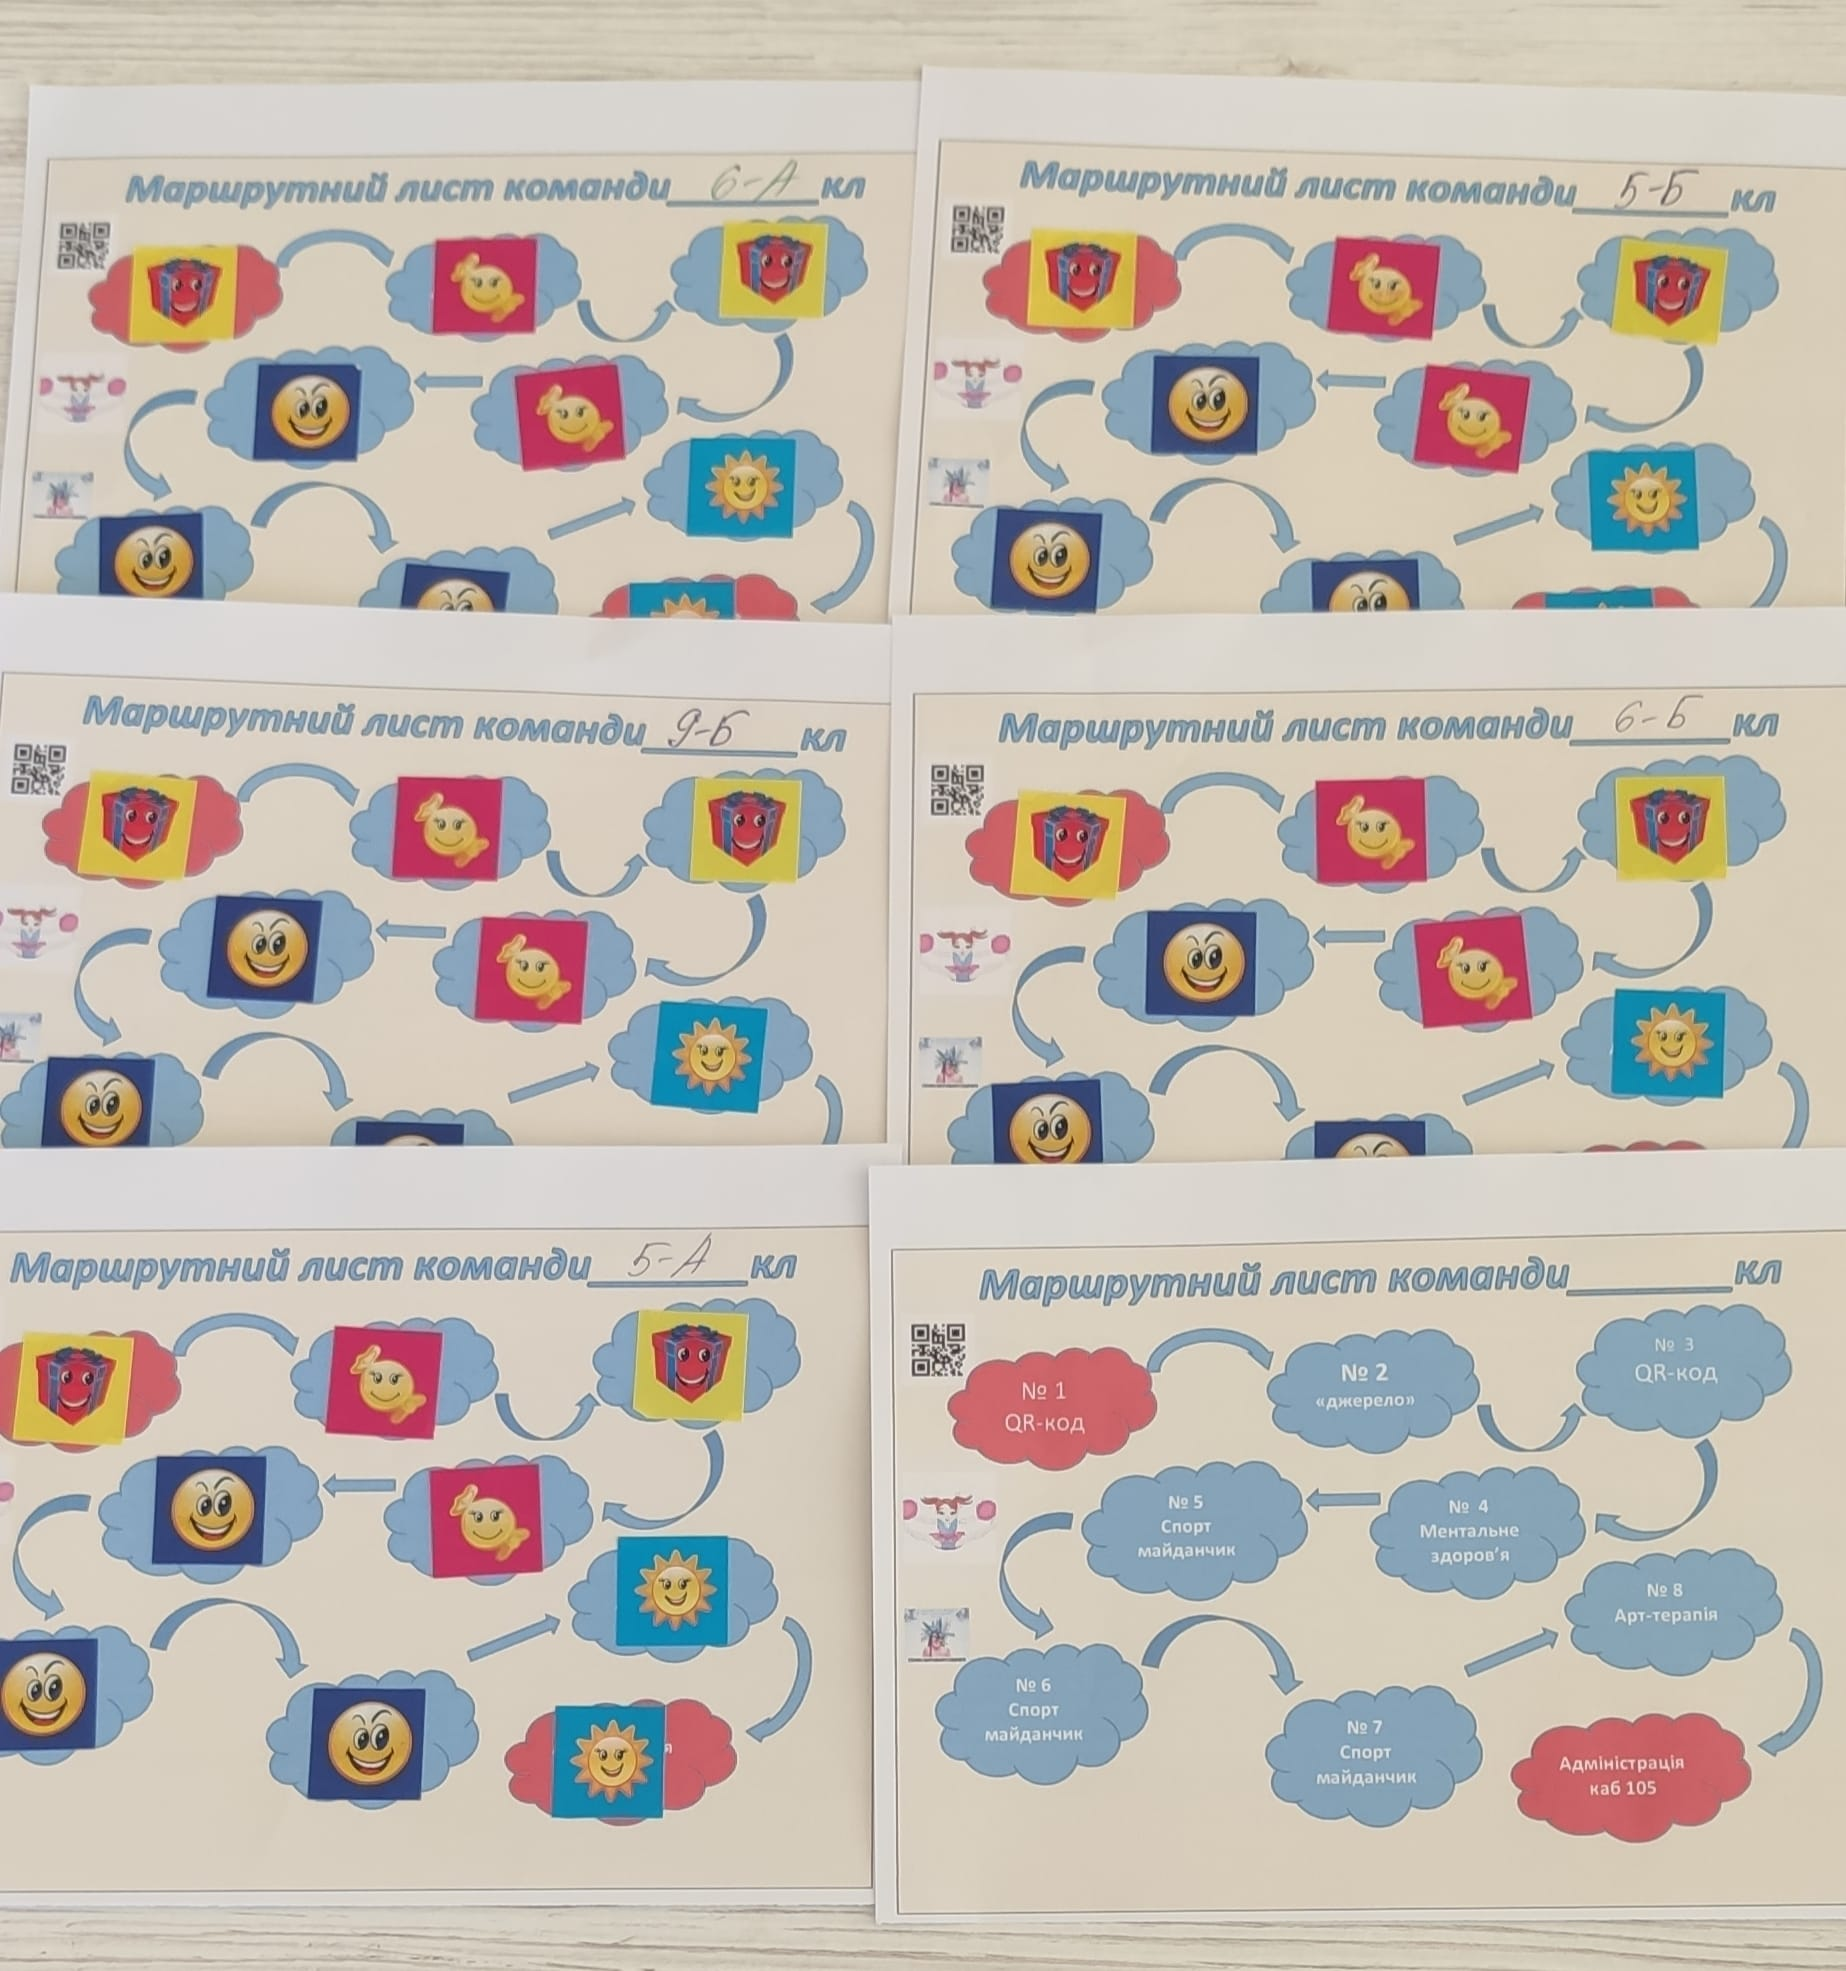 Маршрутний лист команди 6-А кл
Маршрутний лист команди 5-Б кл
Маршрутний лист команди 9-Б кл
Маршрутний лист команди 6-Б кл
Маршрутний лист команди 5-А кл
я
Маршрутний лист команди_______кл
№ 1
QR-код
№ 2
«джерело»
№ 3
QR-код
№ 4
Ментальне
здоров’я
№ 5
Спорт
майданчик
№ 6
Спорт
майданчик
№ 7
Спорт
майданчик
№ 8
Арт-терапія
Адміністрація
каб 105